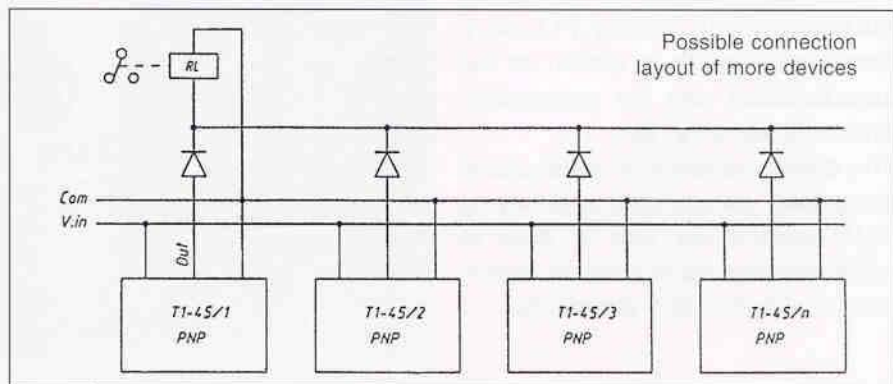 Possible connection
layout of more devices
RL
Com
V.in
Out
T1-45/1
PNP
T1-45/2
PNP
T1-45/3
PNP
T1-45/n
PNP